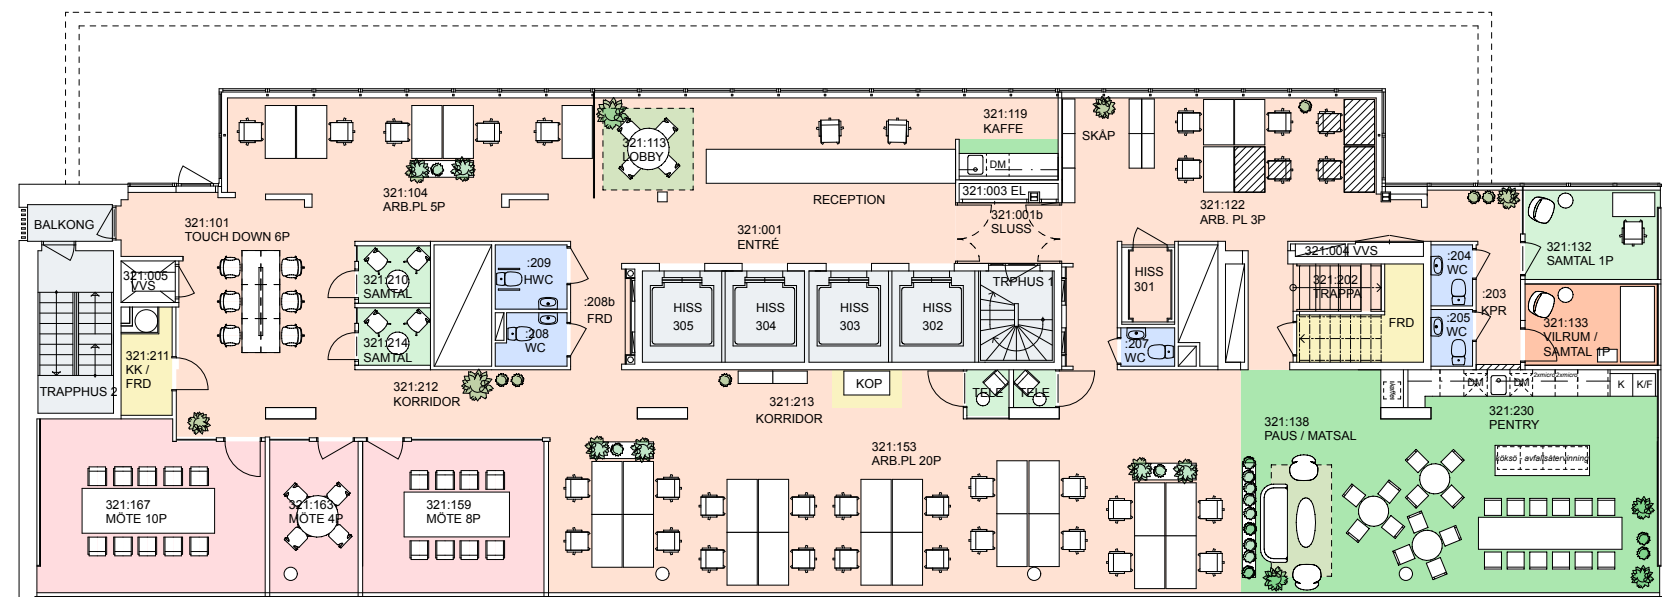 321:119
KAFFE
321:113
LOBBY
SKÅP
DM
321:104
ARB.PL 5P
321:003 EL
RECEPTION
321:122
ARB. PL 3P
321:001b
SLUSS
BALKONG
321:101
TOUCH DOWN 6P
321:001
ENTRÉ
321:132
SAMTAL 1P
321:004 VVS
321:005
VVS
321:210
SAMTAL
:209
HWC
:208b
FRD
HISS
305
HISS
304
HISS
303
HISS
302
TRPHUS 1
HISS
301
321:202
TRAPPA
:204
WC
:203
KPR
321:214
SAMTAL
:208
WC
:207
WC
FRD
:205
WC
321:133
VILRUM /
SAMTAL 1P
321:211
KK /
FRD
TRAPPHUS 2
321:212
KORRIDOR
KOP
TELE
TELE
321:213
KORRIDOR
2xmicro
2xmicro
DM
DM
K
K/F
321:230
PENTRY
321:138
PAUS / MATSAL
321:153
ARB.PL 20P
köksö
avfallsåtervinning
321:167
MÖTE 10P
321:163
MÖTE 4P
321:159
MÖTE 8P